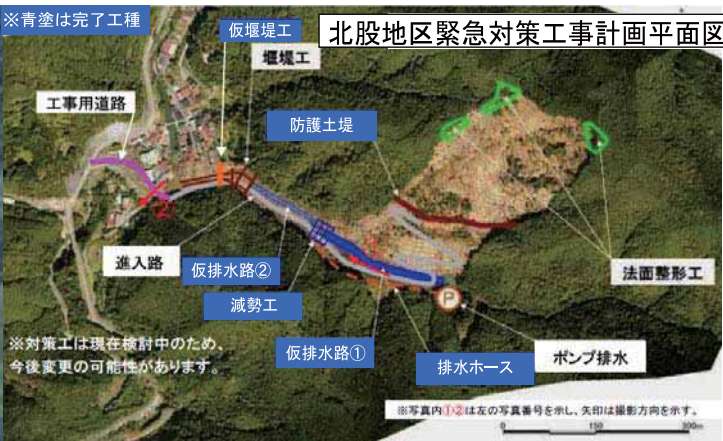 ※青塗は完了工種
仮堰堤工
北股地区緊急対策工事計画平面図
堰堤工
工事用道路
防護土堤
②
①
進入路
仮排水路②
減勢工
法面整形工
P
仮排水路①
排水ホース
ポンプ排水
※対策工は現在検討中のため、
今後変更の可能性があります。
※写真内①②は左の写真番号を示し、矢印は撮影方向を示す。
0 150 300m